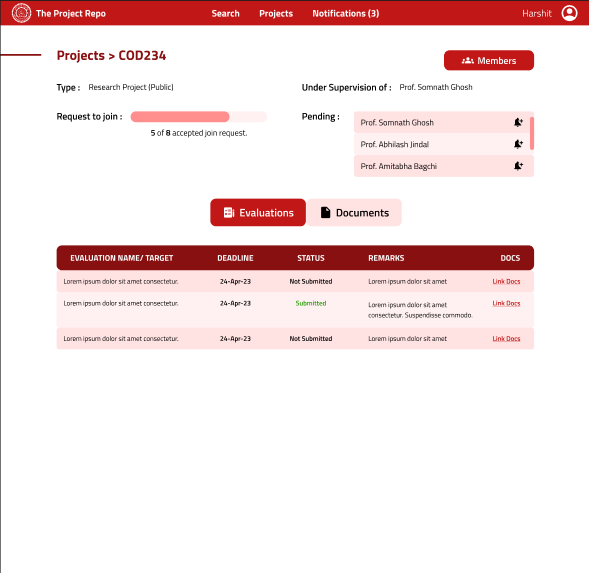 The Project Repo Search Projects Notifications (3) Harshit
Projects > COD234
Members
Type : Research Project (Public) Under Supervision of : Prof. Somnath Ghosh
Request to join : Pending :
5 of 8 accepted join request.
Prof. Somnath Ghosh
Prof. Abhilash Jindal
Prof. Amitabha Bagchi
Evaluations Documents
EVALUATION NAME/ TARGET DEADLINE STATUS REMARKS DOCS
Lorem ipsum dolor sit amet consectetur. 24-Apr-23 Not Submitted Lorem ipsum dolor sit amet Link Docs
Lorem ipsum dolor sit amet consectetur. 24-Apr-23 Submitted Lorem ipsum dolor sit amet Link Docs
consectetur. Suspendisse commodo.
Lorem ipsum dolor sit amet consectetur. 24-Apr-23 Not Submitted Lorem ipsum dolor sit amet Link Docs